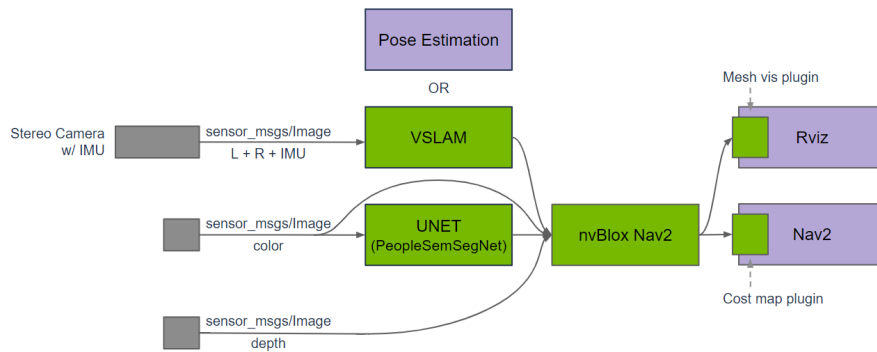 Pose Estimation
OR
Mesh vis plugin
Stereo Camera
w/ IMU
sensor_msgs/Image
L + R + IMU
VSLAM
Rviz
sensor_msgs/Image
color
UNET
(PeopleSemSegNet)
nvBlox Nav2
Nav2
Cost map plugin
sensor_msgs/Image
depth